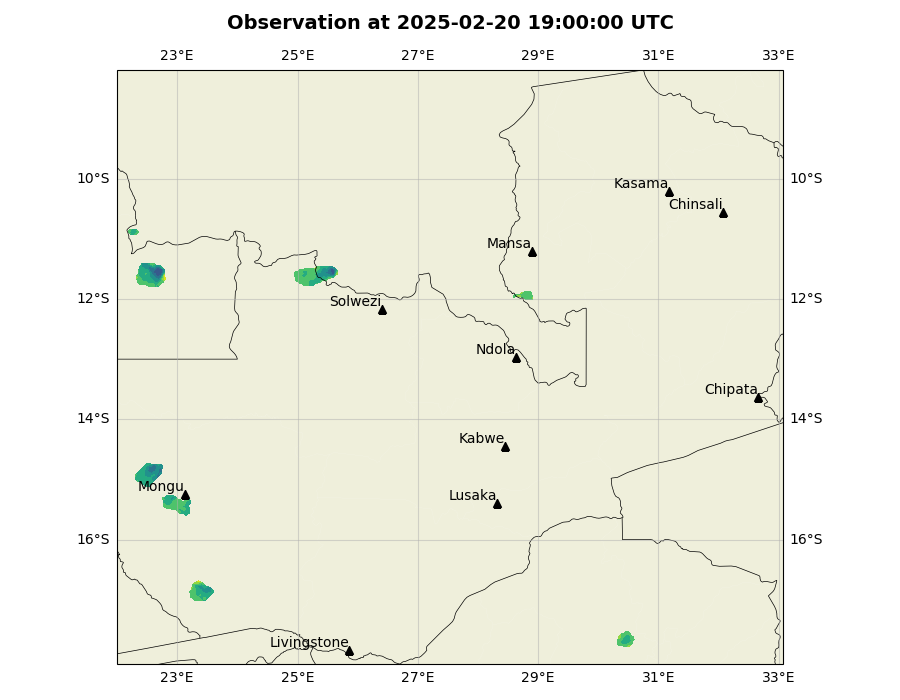 Observation at 2025-02-20 19:00:00 UTC
23°E 25°E 27°E 29°E 31°E 33°E
10°S 10°S
Kasama
Chinsali
Mansa
12°S 12°S
Solwezi
Ndola
Chipata
14°S 14°S
Kabwe
Mongu
Lusaka
16°S 16°S
Livingstone
23°E 25°E 27°E 29°E 31°E 33°E